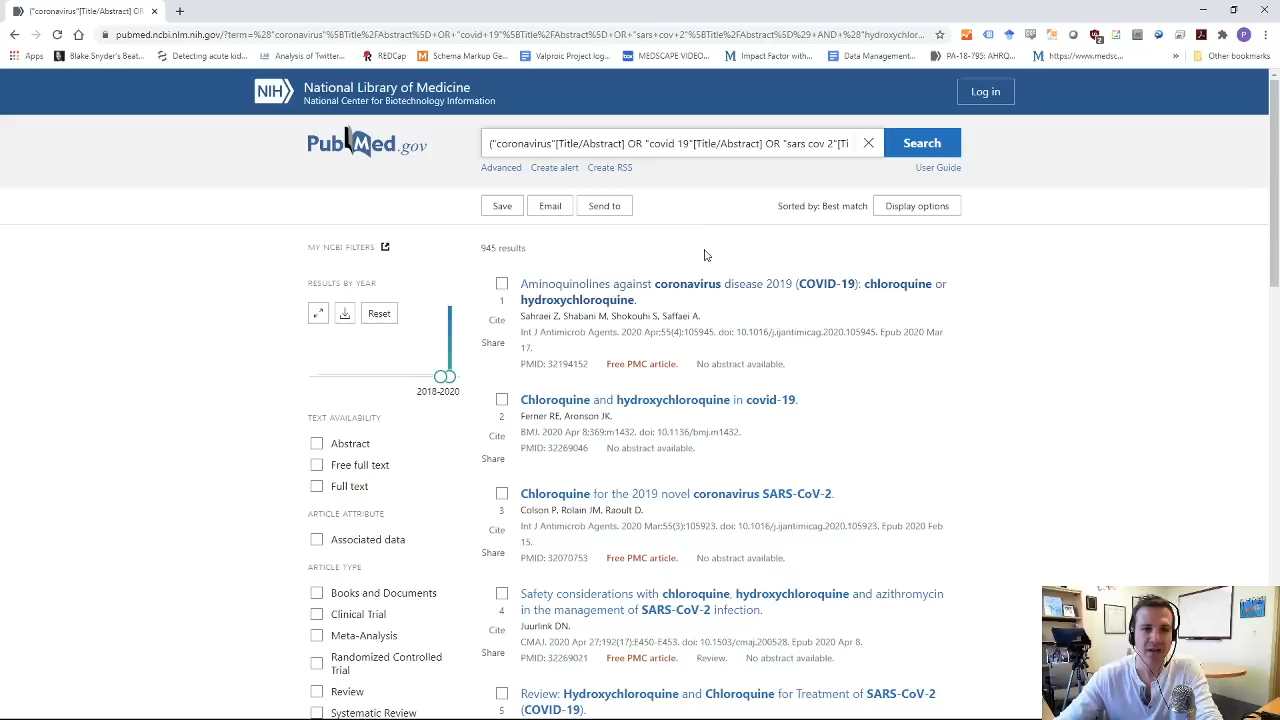 ("coronavirus"[Title/Abstract] OR
pubmed.ncbi.nlm.nih.gov/?term=%28"coronavirus"%5BTitle%2FAbstract%5D+OR+"covid+19"%5BTitle%2FAbstract%5D+OR+"sars+cov+2"%5BTitle%2FAbstract%5D%29+AND+%28"hydroxychlor...
Apps
Blake Snyder's Beat...
Detecting acute kid...
Analysis of Twitter...
REDCap
Schema Markup Ge...
Valproic Product log...
MEDSCAPE VIDEO...
Impact Factor with...
Data Management...
PA-18-795: AHRQ...
https://www.medsc...
Other bookmarks
NIH National Library of Medicine
National Center for Biotechnology Information
Log in
PubMed.gov
("coronavirus"[Title/Abstract] OR "covid 19"[Title/Abstract] OR "sars cov 2"[Ti
Search
Advanced Create alert Create RSS
User Guide
Save Email Send to
Sorted by: Best match Display options
MY NCBI FILTERS
945 results
RESULTS BY YEAR
Reset
2018-2020
TEXT AVAILABILITY
Abstract
Free full text
Full text
ARTICLE ATTRIBUTE
Associated data
ARTICLE TYPE
Books and Documents
Clinical Trial
Meta-Analysis
Randomized Controlled
Trial
Review
Systematic Review
1
Cite
Share
Aminoquinolines against coronavirus disease 2019 (COVID-19): chloroquine or
hydroxychloroquine.
Sahraei Z, Shabani M, Shokouhi S, Saffaei A.
Int J Antimicrob Agents. 2020 Apr;55(4):105945. doi: 10.1016/j.ijantimicag.2020.105945. Epub 2020 Mar
17.
PMID: 32194152 Free PMC article. No abstract available.
2
Cite
Share
Chloroquine and hydroxychloroquine in covid-19.
Ferner RE, Aronson JK.
BMJ. 2020 Apr 8;369:m1432. doi: 10.1136/bmj.m1432.
PMID: 32269046 No abstract available.
3
Cite
Share
Chloroquine for the 2019 novel coronavirus SARS-CoV-2.
Colson P, Rolain JM, Raoult D.
Int J Antimicrob Agents. 2020 Mar;55(3):105923. doi: 10.1016/j.ijantimicag.2020.105923. Epub 2020 Feb
15.
PMID: 32070753 Free PMC article. No abstract available.
4
Cite
Share
Safety considerations with chloroquine, hydroxychloroquine and azithromycin
in the management of SARS-CoV-2 infection.
Juurlink DN.
CMAJ. 2020 Apr 27;192(17):E450-E453. doi: 10.1503/cmaj.200528. Epub 2020 Apr 8.
PMID: 32269021 Free PMC article. Review. No abstract available.
5
Review: Hydroxychloroquine and Chloroquine for Treatment of SARS-CoV-2
(COVID-19).